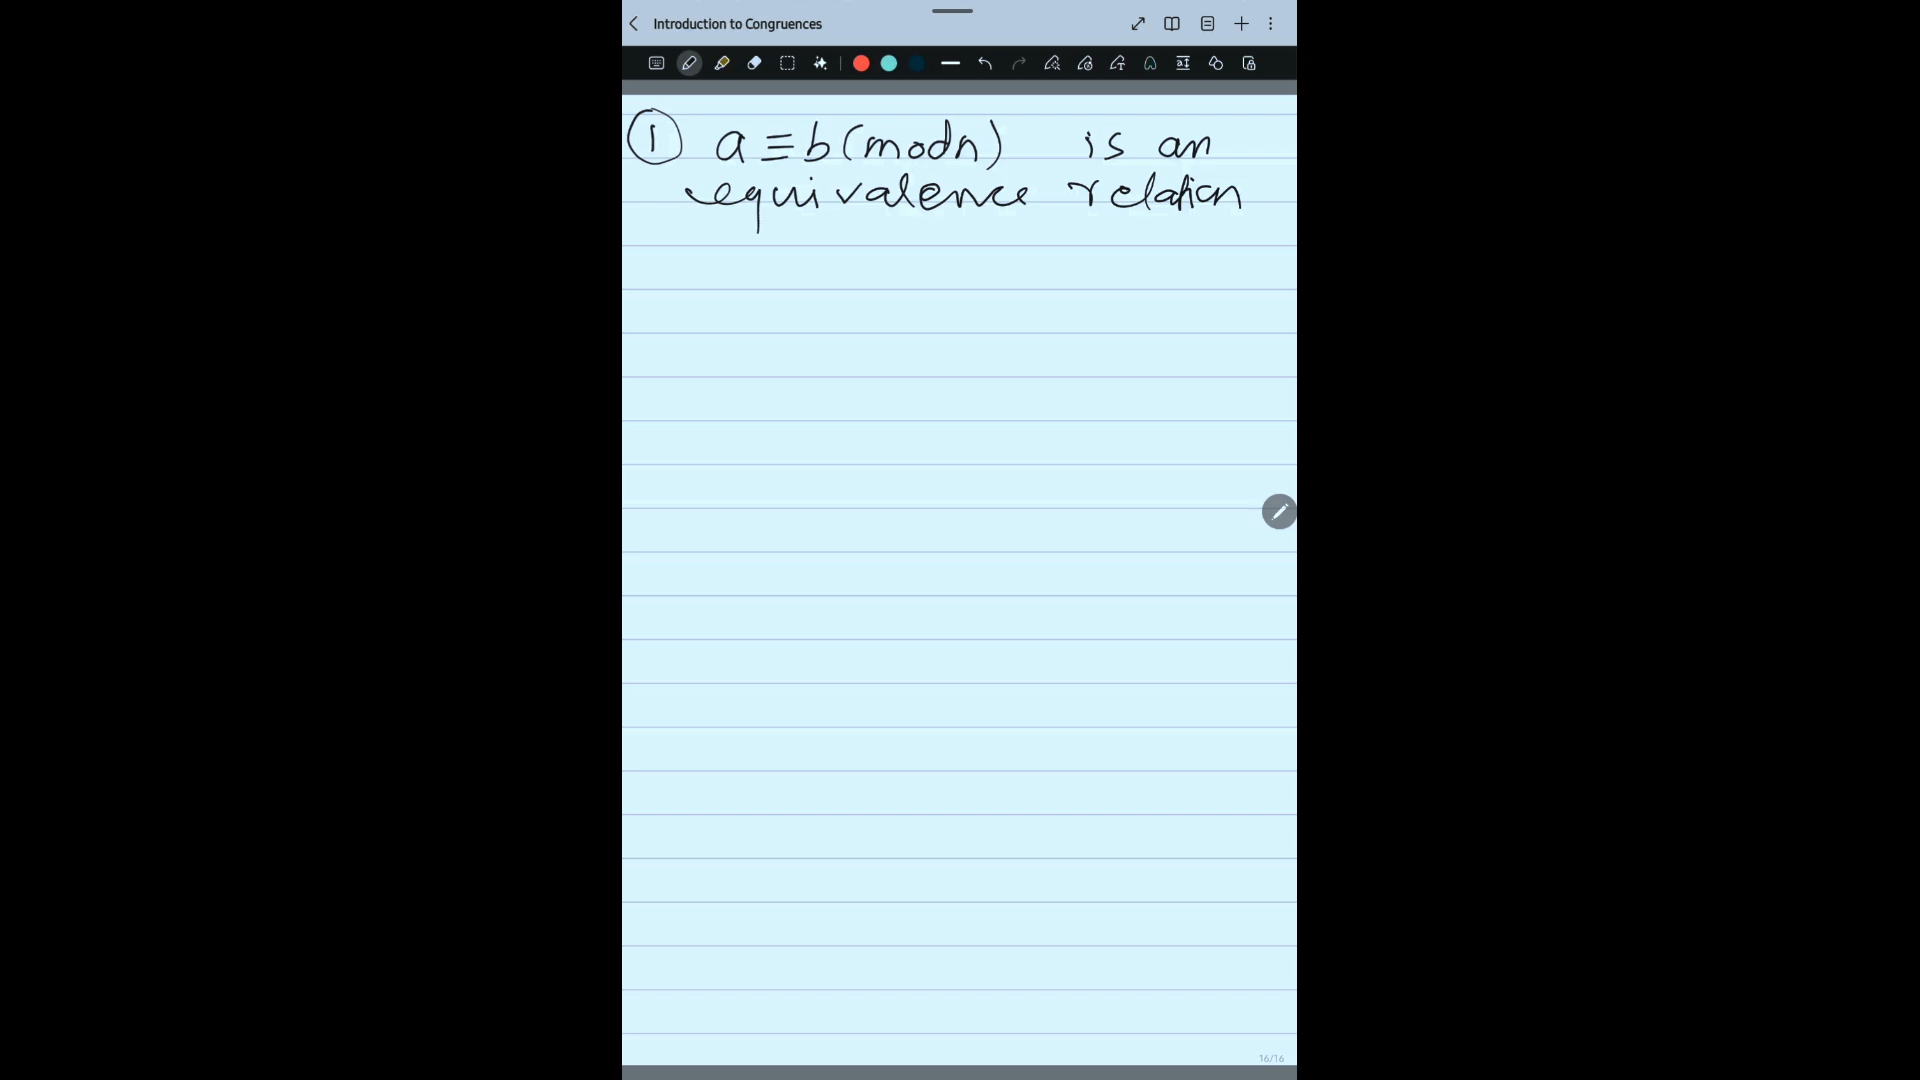 Introduction to Congruences
① a ≡ b (mod n) is an
equivalence relation
16/16